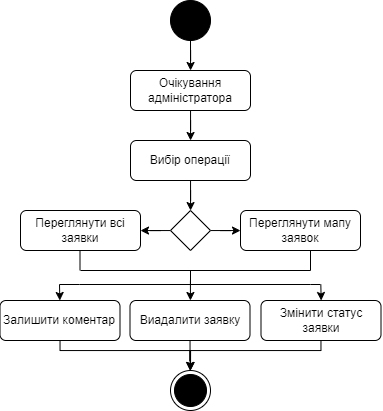 Очікування
адміністратора
Вибір операції
Переглянути всі
заявки
Переглянути мапу
заявок
Залишити коментар
Виадалити заявку
Змінити статус
заявки